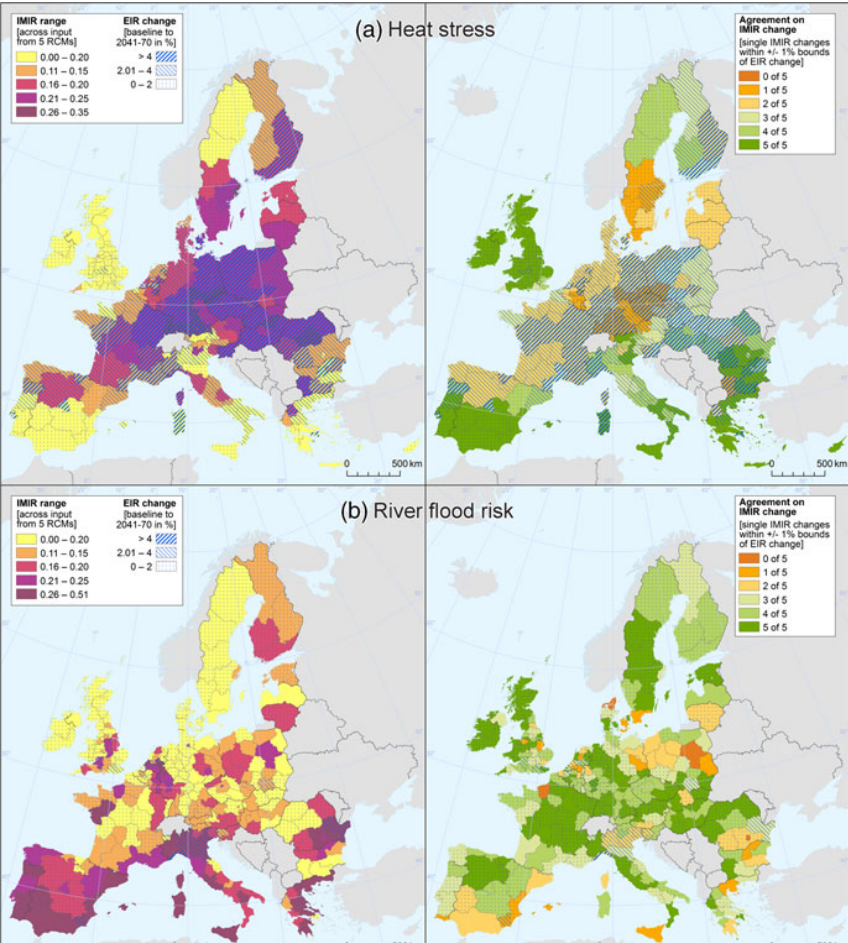 (a) Heat stress
IMIR range
[across input
from 5 RCMs]
0.00 – 0.20
0.11 – 0.15
0.16 – 0.20
0.21 – 0.25
0.26 – 0.35
EIR change
[baseline to
2041-70 in %]
> 4
2.01 – 4
0 – 2
Agreement on
IMIR change
[single IMIR changes
within +/- 1% bounds
of EIR change]
0 of 5
1 of 5
2 of 5
3 of 5
4 of 5
5 of 5
0 500 km
0 500 km
(b) River flood risk
IMIR range
[across input
from 5 RCMs]
0.00 – 0.20
0.11 – 0.15
0.16 – 0.20
0.21 – 0.25
0.26 – 0.51
EIR change
[baseline to
2041-70 in %]
> 4
2.01 – 4
0 – 2
Agreement on
IMIR change
[single IMIR changes
within +/- 1% bounds
of EIR change]
0 of 5
1 of 5
2 of 5
3 of 5
4 of 5
5 of 5